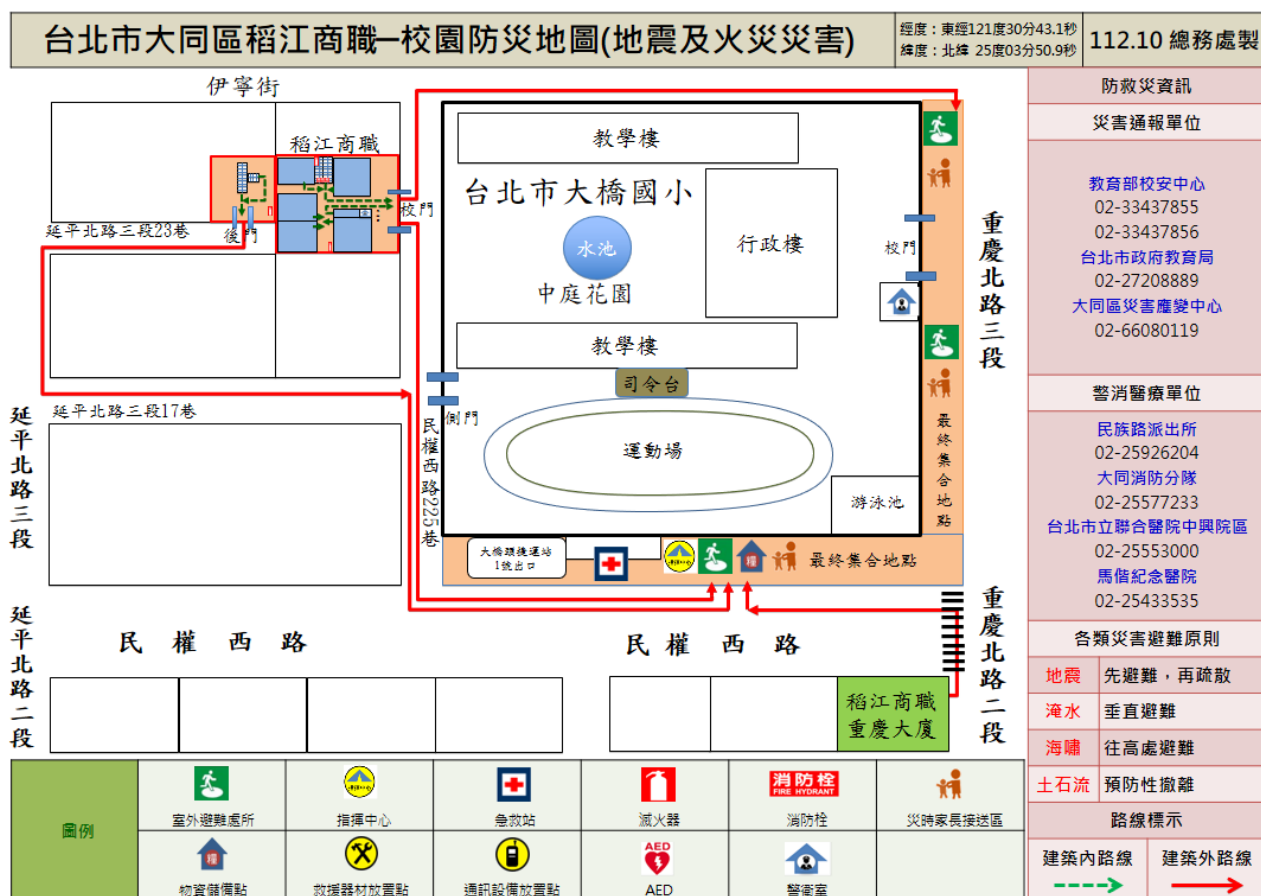 台北市大同區稻江商職─校園防災地圖(地震及火災災害)
經度：東經121度30分43.1秒
緯度：北緯 25度03分50.9秒
112.10 總務處製
伊寧街
稻江商職
校門
後門
延平北路三段23巷
延平北路三段17巷
延平北路三段
延平北路二段
教學樓
台北市大橋國小
水池
中庭花園
行政樓
校門
教學樓
司令台
側門
運動場
游泳池
民權西路225巷
重慶北路三段
最終集合地點
大橋頭捷運站
1號出口
糧
最終集合地點
民權西路
民權西路
重慶北路二段
稻江商職
重慶大廈
圖例
室外避難處所
指揮中心
急救站
滅火器
消防栓
FIRE HYDRANT
消防栓
災時家長接送區
糧
物資儲備點
救援器材放置點
通訊設備放置點
AED
AED
警衛室
防救災資訊
災害通報單位
教育部校安中心
02-33437855
02-33437856
台北市政府教育局
02-27208889
大同區災害應變中心
02-66080119
警消醫療單位
民族路派出所
02-25926204
大同消防分隊
02-25577233
台北市立聯合醫院中興院區
02-25553000
馬偕紀念醫院
02-25433535
各類災害避難原則
地震 先避難，再疏散
淹水 垂直避難
海嘯 往高處避難
土石流 預防性撤離
路線標示
建築內路線 建築外路線